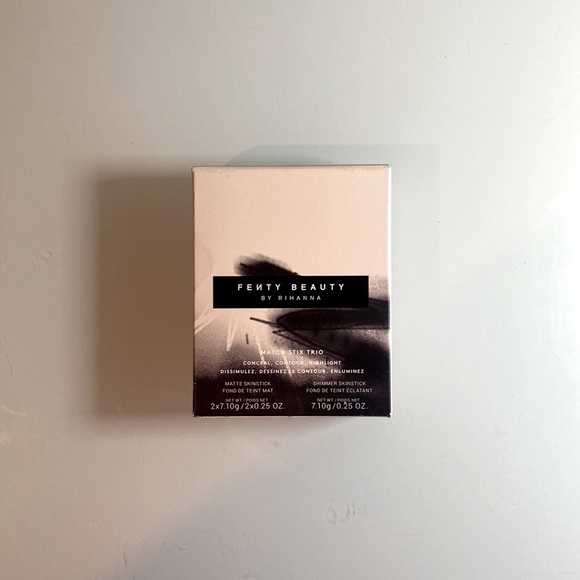 FEИTY BEAUTY
BY RIHANNA
MATCH STIX TRIO
CONCEAL, CONTOUR, HIGHLIGHT
DISSIMULEZ, DESSINEZ LE CONTOUR, ENLUMINEZ
MATTE SKINSTICK
FOND DE TEINT MAT
NET WT. / POIDS NET
2x7.10g/2x0.25 OZ.
SHIMMER SKINSTICK
FOND DE TEINT ÉCLATANT
NET WT. / POIDS NET
7.10g/0.25 OZ.